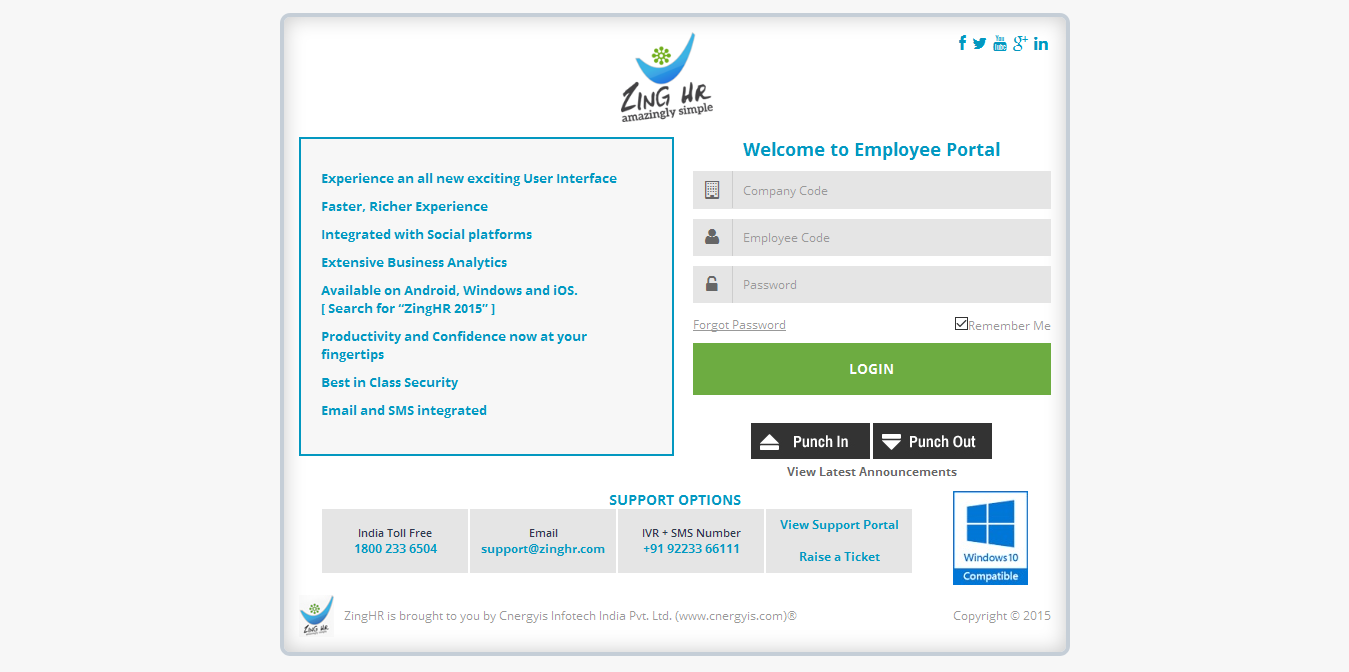 ZING HR
amazingly simple
Welcome to Employee Portal
Experience an all new exciting User Interface
Faster, Richer Experience
Integrated with Social platforms
Extensive Business Analytics
Available on Android, Windows and iOS.
[ Search for “ZingHR 2015” ]
Productivity and Confidence now at your
fingertips
Best in Class Security
Email and SMS integrated
Company Code
Employee Code
Password
Forgot Password
Remember Me
LOGIN
Punch In
Punch Out
View Latest Announcements
SUPPORT OPTIONS
India Toll Free
1800 233 6504
Email
support@zinghr.com
IVR + SMS Number
+91 92233 66111
View Support Portal
Raise a Ticket
Windows 10
Compatible
ZING HR
ZingHR is brought to you by Cnergyis Infotech India Pvt. Ltd. (www.cnergyis.com)®
Copyright © 2015